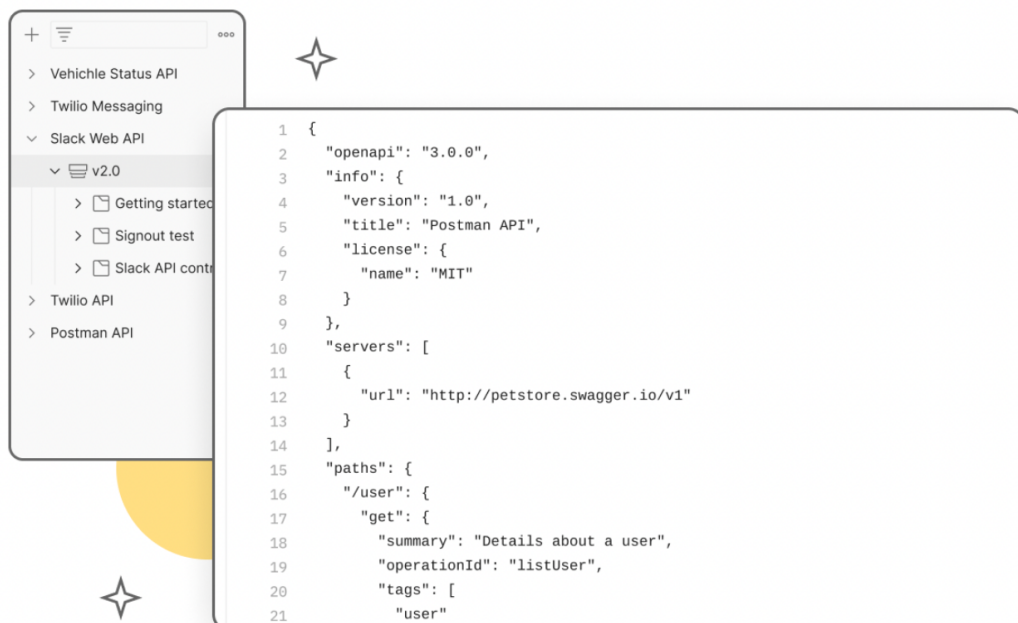 Vehichle Status API
Twilio Messaging
Slack Web API
v2.0
Getting started
Signout test
Slack API
Twilio API
Postman API
1 {
2 "openapi": "3.0.0",
3 "info": {
4 "version": "1.0",
5 "title": "Postman API",
6 "license": {
7 "name": "MIT"
8 }
9 },
10 "servers": [
11 {
12 "url": "http://petstore.swagger.io/v1"
13 }
14 ],
15 "paths": {
16 "/user": {
17 "get": {
18 "summary": "Details about a user",
19 "operationId": "listUser",
20 "tags": [
21 "user"